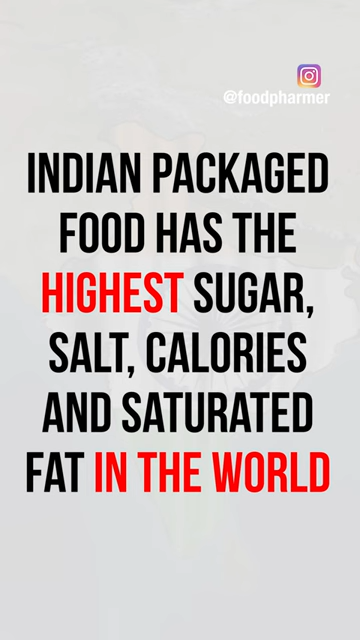 @foodpharmer
INDIAN PACKAGED
FOOD HAS THE
HIGHEST SUGAR,
SALT, CALORIES
AND SATURATED
FAT IN THE WORLD